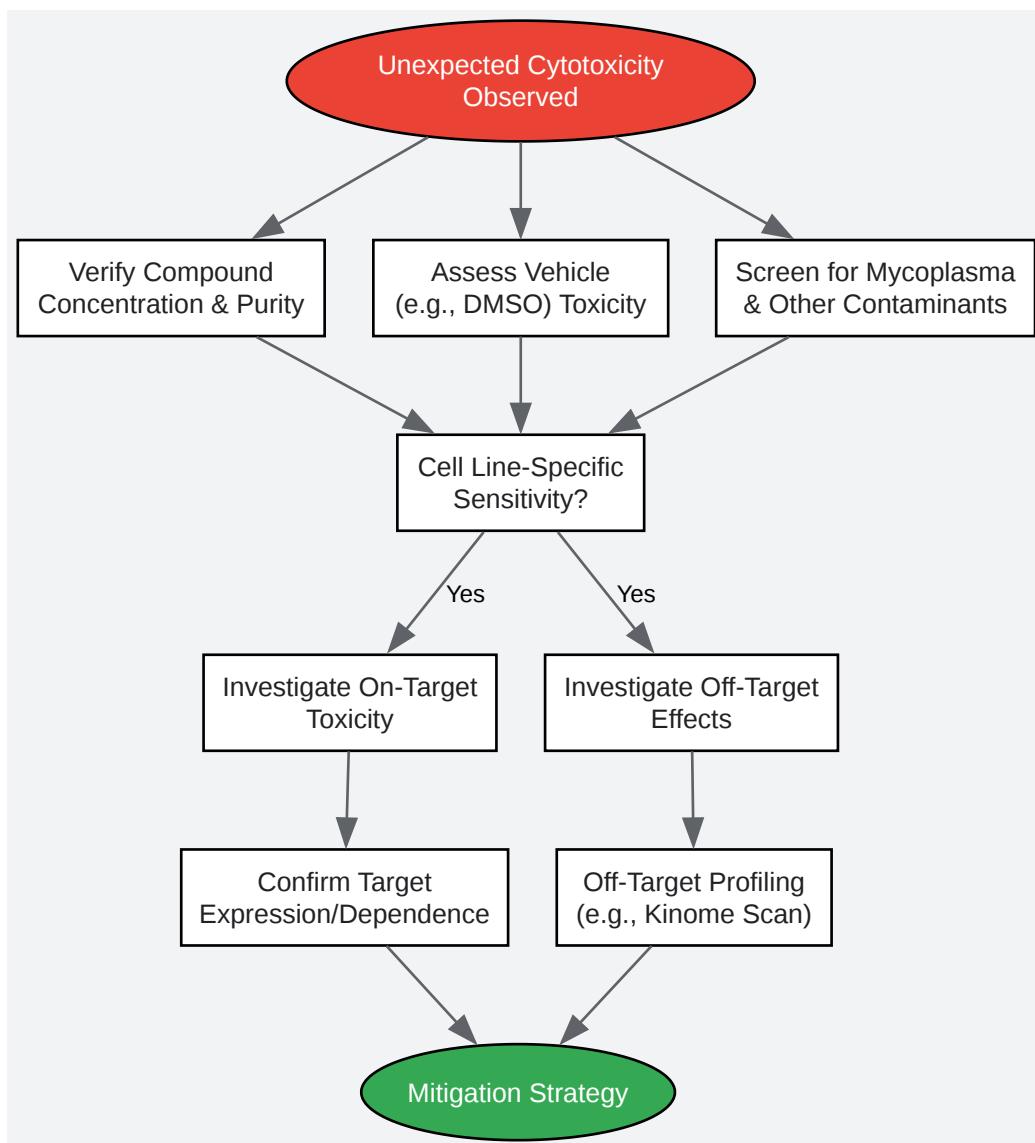 Unexpected Cytotoxicity
Observed
Verify Compound
Concentration & Purity
Assess Vehicle
(e.g., DMSO) Toxicity
Screen for Mycoplasma
& Other Contaminants
Cell Line-Specific
Sensitivity?
Yes
Yes
Investigate On-Target
Toxicity
Investigate Off-Target
Effects
Confirm Target
Expression/Dependence
Off-Target Profiling
(e.g., Kinome Scan)
Mitigation Strategy